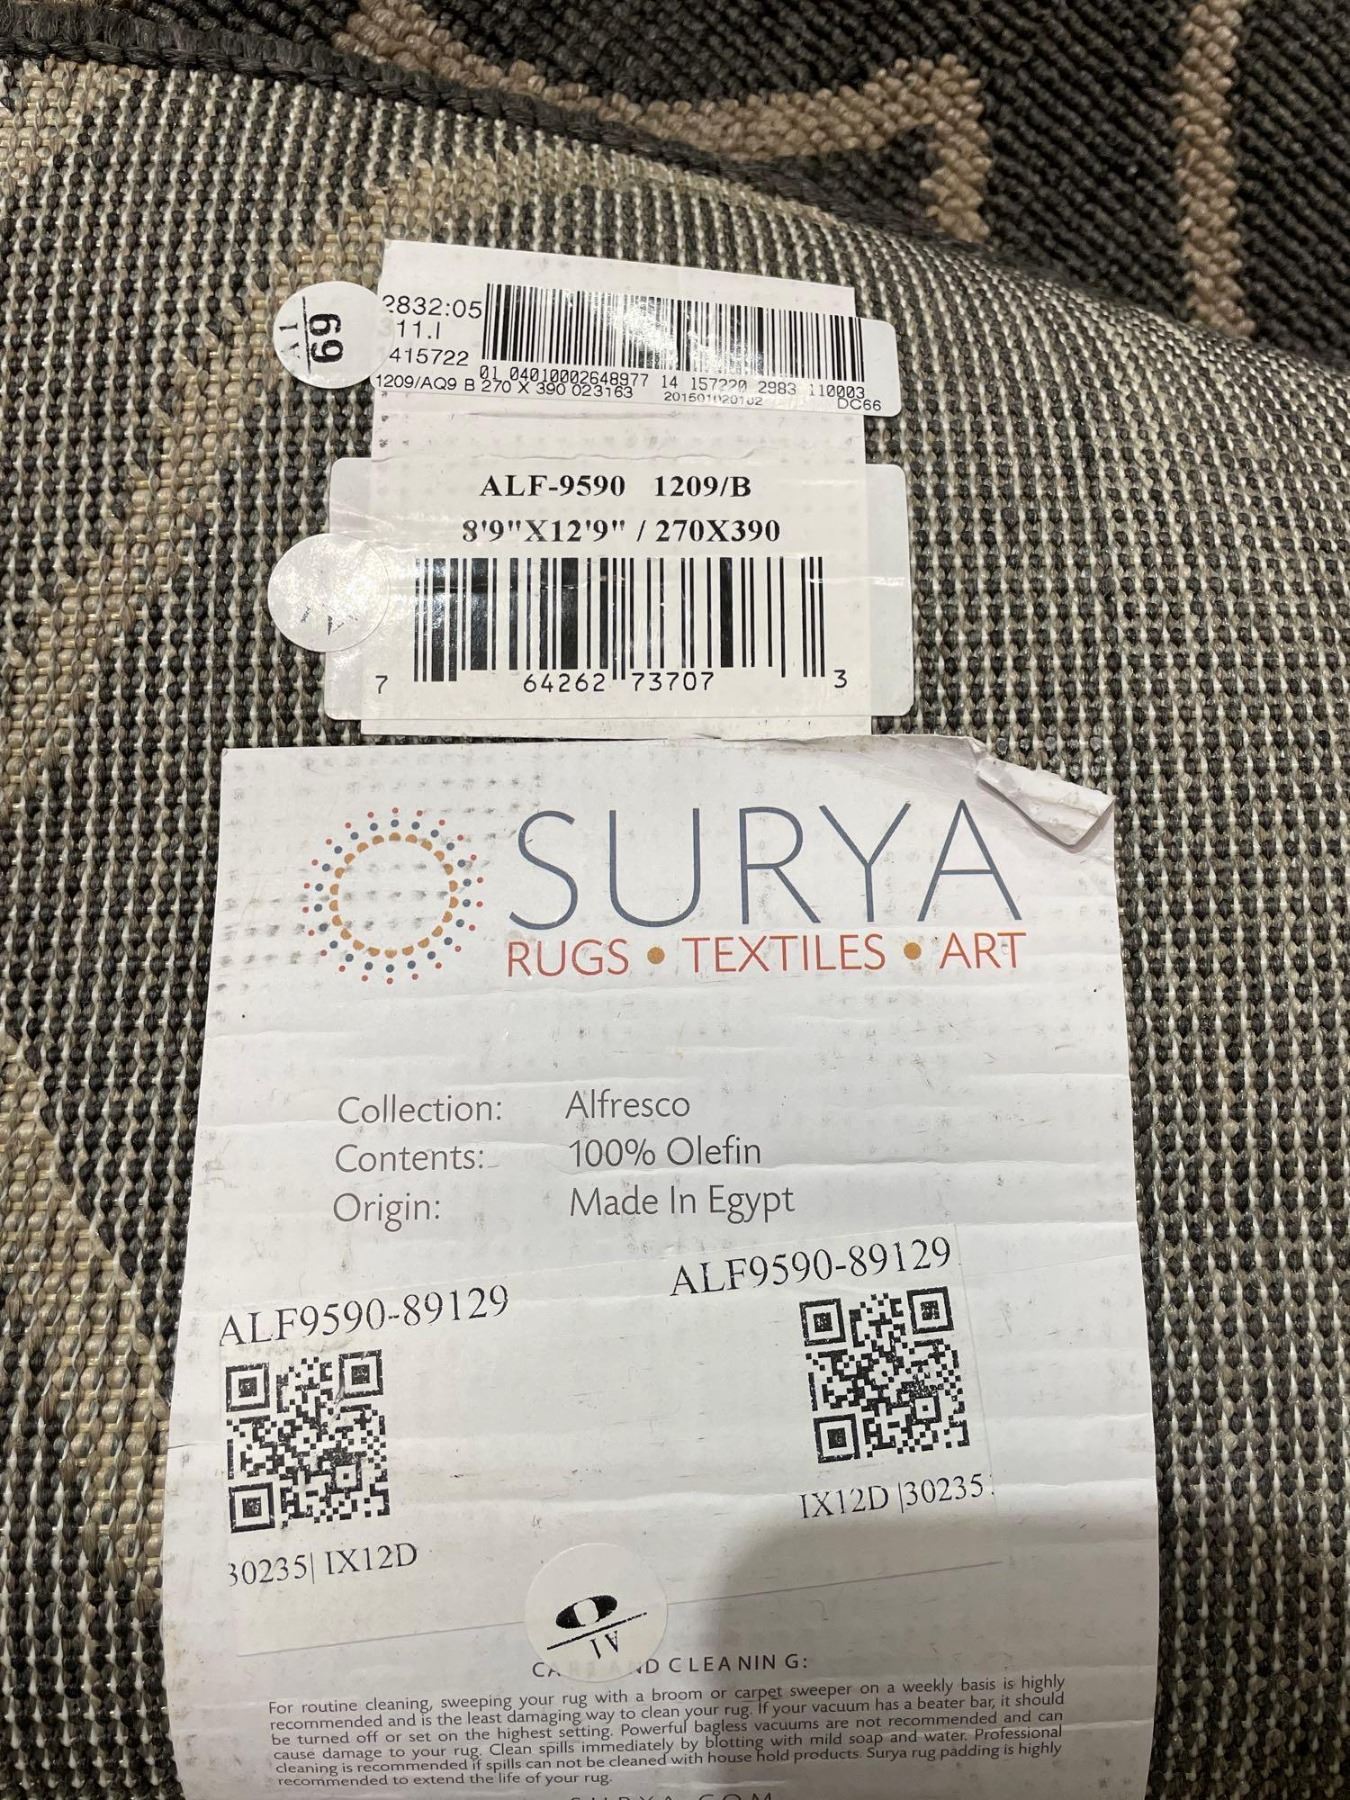 2832:05
11.I
415722
01 04010002648977 14 157220 2983 110003
1209/AQ9 B 270 X 390 023163 201501020102 DC66
A1
69
ALF-9590 1209/B
8'9"X12'9" / 270X390
7 64262 73707 3
SURYA
RUGS • TEXTILES • ART
Collection: Alfresco
Contents: 100% Olefin
Origin: Made In Egypt
ALF9590-89129
ALF9590-89129
IX12D |30235
30235| IX12D
AND CLEANING:
For routine cleaning, sweeping your rug with a broom or carpet sweeper on a weekly basis is highly
recommended and is the least damaging way to clean your rug. If your vacuum has a beater bar, it should
be turned off or set on the highest setting. Powerful bagless vacuums are not recommended and can
cause damage to your rug. Clean spills immediately by blotting with mild soap and water. Professional
cleaning is recommended if spills can not be cleaned with house hold products. Surya rug padding is highly
recommended to extend the life of your rug.
SURYA.COM